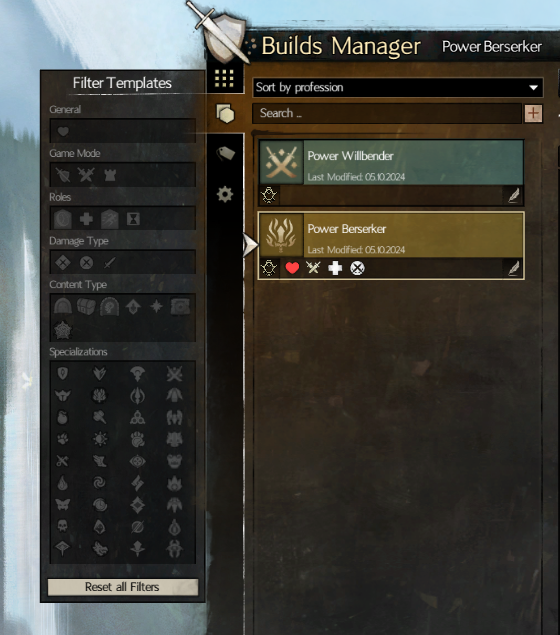 Builds Manager
Power Berserker
Filter Templates
General
Game Mode
Roles
Damage Type
Content Type
Specializations
Reset all Filters
Sort by profession
Search ..
Power Willbender
Last Modified: 05.10.2024
Power Berserker
Last Modified: 05.10.2024